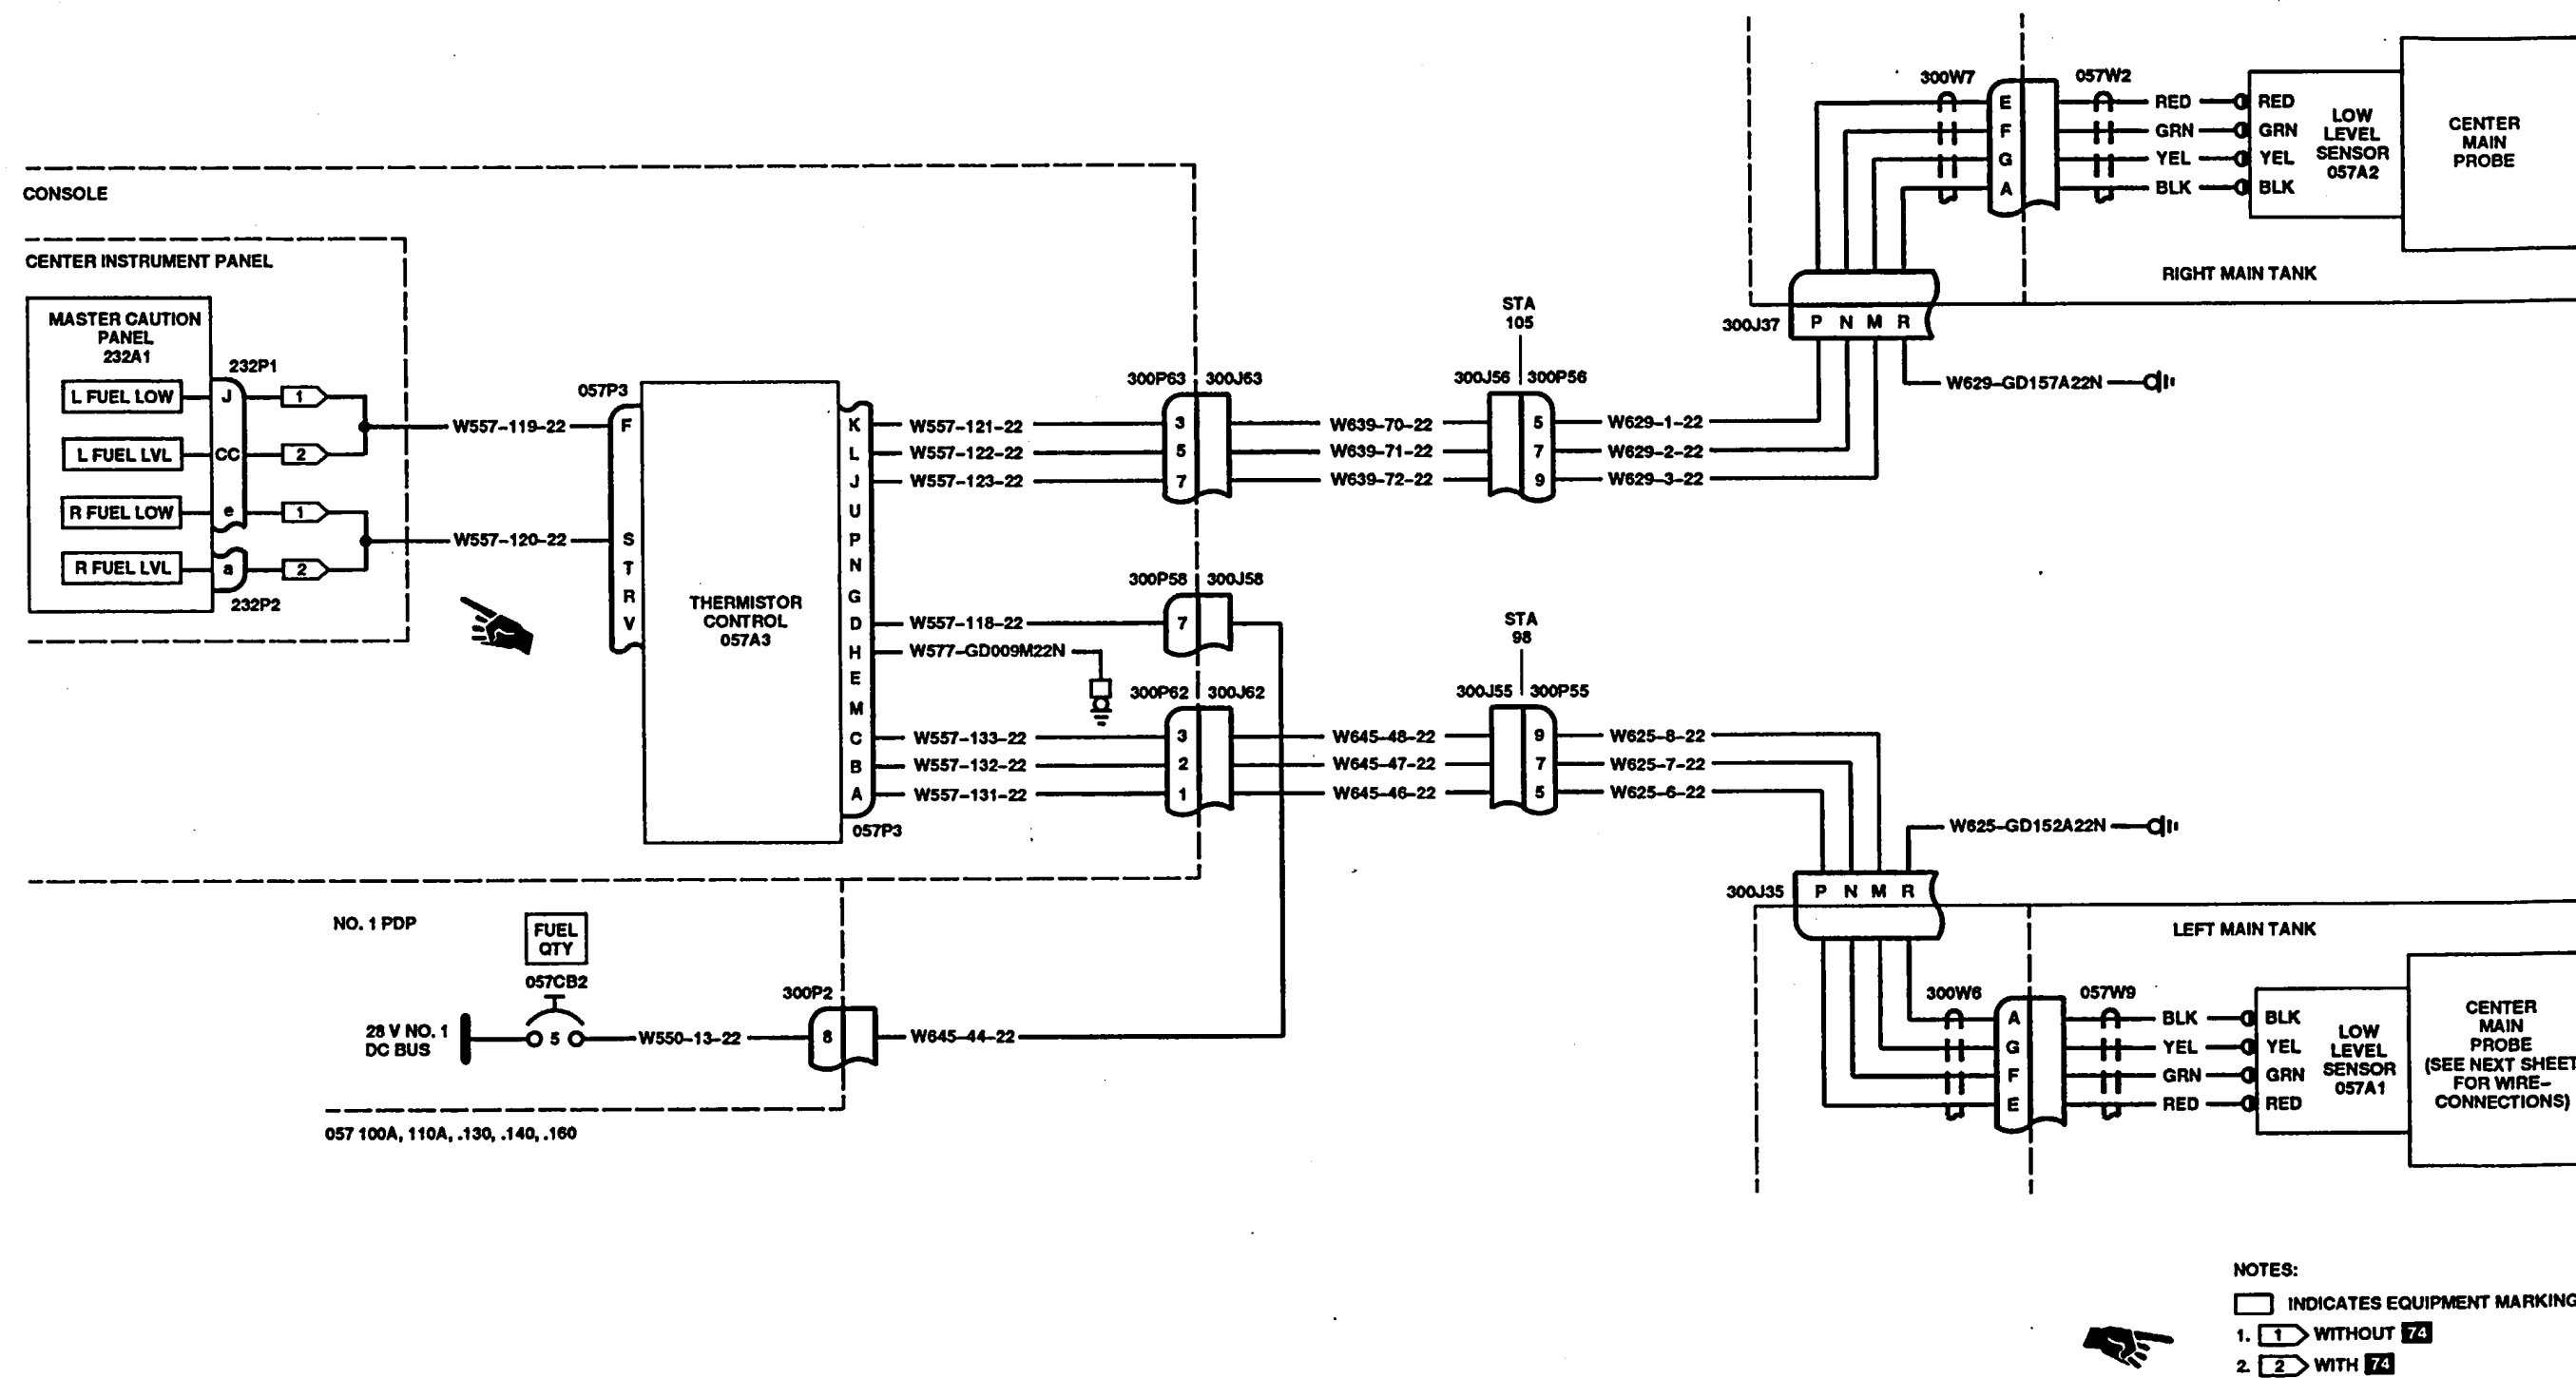 CONSOLE
CENTER INSTRUMENT PANEL
MASTER CAUTION
PANEL
232A1
232P1
L FUEL LOW
J
1
L FUEL LVL
CC
2
R FUEL LOW
e
1
R FUEL LVL
a
2
232P2
W557-119-22
W557-120-22
057P3
F
S
T
R
V
THERMISTOR
CONTROL
057A3
K
L
J
U
P
N
G
D
H
E
M
C
B
A
057P3
W557-121-22
W557-122-22
W557-123-22
W557-118-22
W577-GD009M22N
W557-133-22
W557-132-22
W557-131-22
300P63
300J63
3
5
7
300P58
300J58
7
300P62
300J62
3
2
1
W639-70-22
W639-71-22
W639-72-22
W645-48-22
W645-47-22
W645-46-22
STA
105
300J56
300P56
5
7
9
STA
98
300J55
300P55
9
7
5
W629-1-22
W629-2-22
W629-3-22
W625-8-22
W625-7-22
W625-6-22
300J37
P N M R
W629-GD157A22N
300W7
E
F
G
A
057W2
RED
GRN
YEL
BLK
RED
GRN
YEL
BLK
LOW
LEVEL
SENSOR
057A2
CENTER
MAIN
PROBE
RIGHT MAIN TANK
W625-GD152A22N
300J35
P N M R
LEFT MAIN TANK
300W6
A
G
F
E
057W9
BLK
YEL
GRN
RED
BLK
YEL
GRN
RED
LOW
LEVEL
SENSOR
057A1
CENTER
MAIN
PROBE
(SEE NEXT SHEET
FOR WIRE-
CONNECTIONS)
NO. 1 PDP
FUEL
QTY
057CB2
28 V NO. 1
DC BUS
5
W550-13-22
300P2
8
W645-44-22
057 100A, 110A, .130, .140, .160
NOTES:
INDICATES EQUIPMENT MARKING
1. 1 WITHOUT 74
2. 2 WITH 74